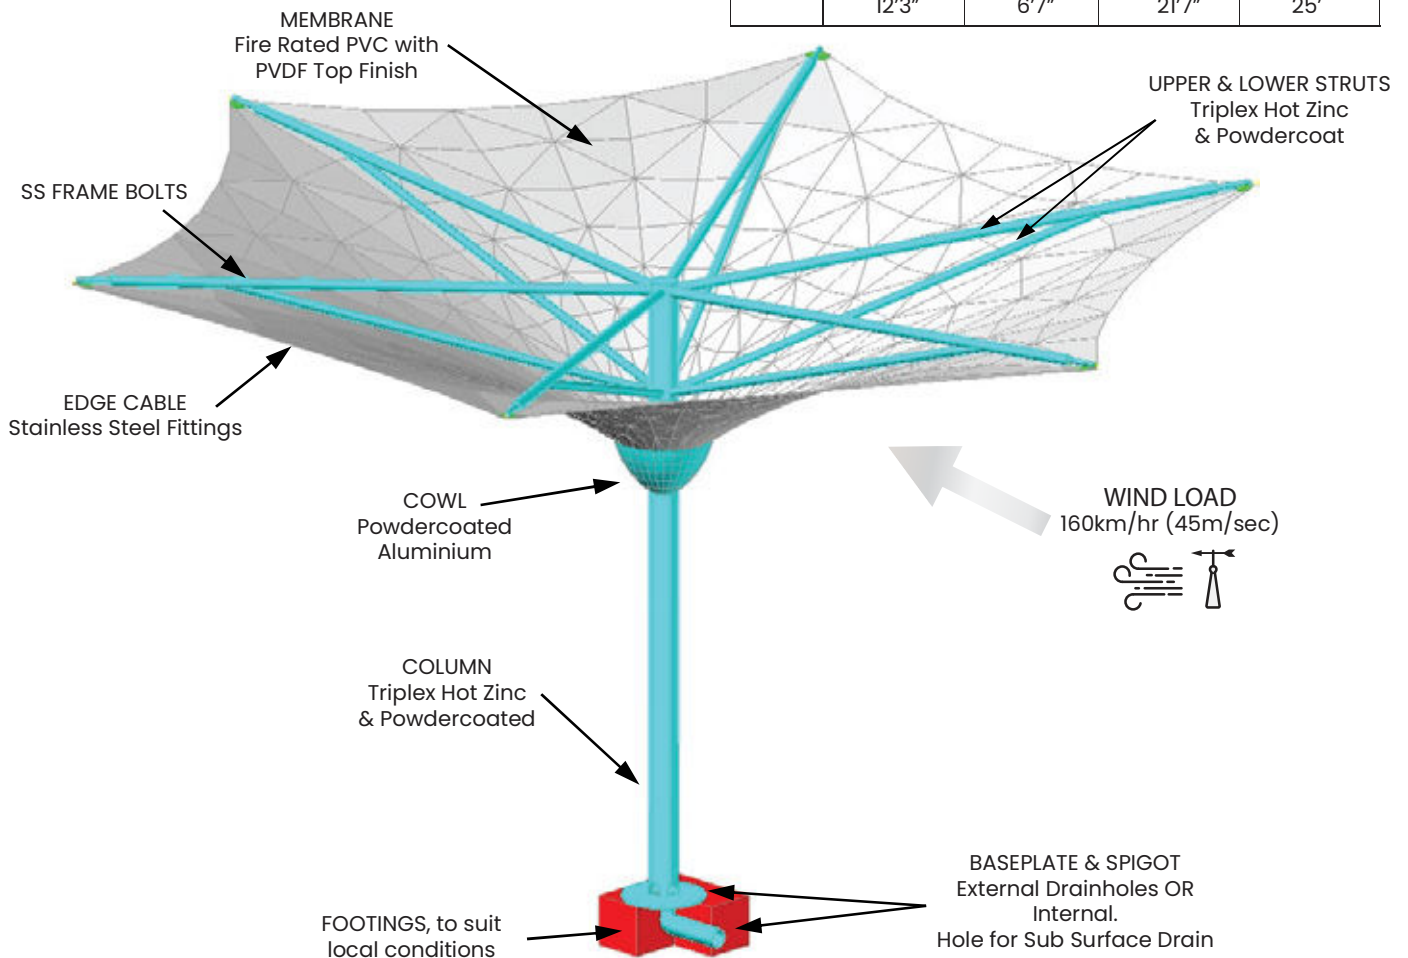 12'3" 6'7" 21'7" 25'
MEMBRANE
Fire Rated PVC with
PVDF Top Finish
UPPER & LOWER STRUTS
Triplex Hot Zinc
& Powdercoat
SS FRAME BOLTS
EDGE CABLE
Stainless Steel Fittings
COWL
Powdercoated
Aluminium
WIND LOAD
160km/hr (45m/sec)
COLUMN
Triplex Hot Zinc
& Powdercoated
BASEPLATE & SPIGOT
External Drainholes OR
Internal.
Hole for Sub Surface Drain
FOOTINGS, to suit
local conditions